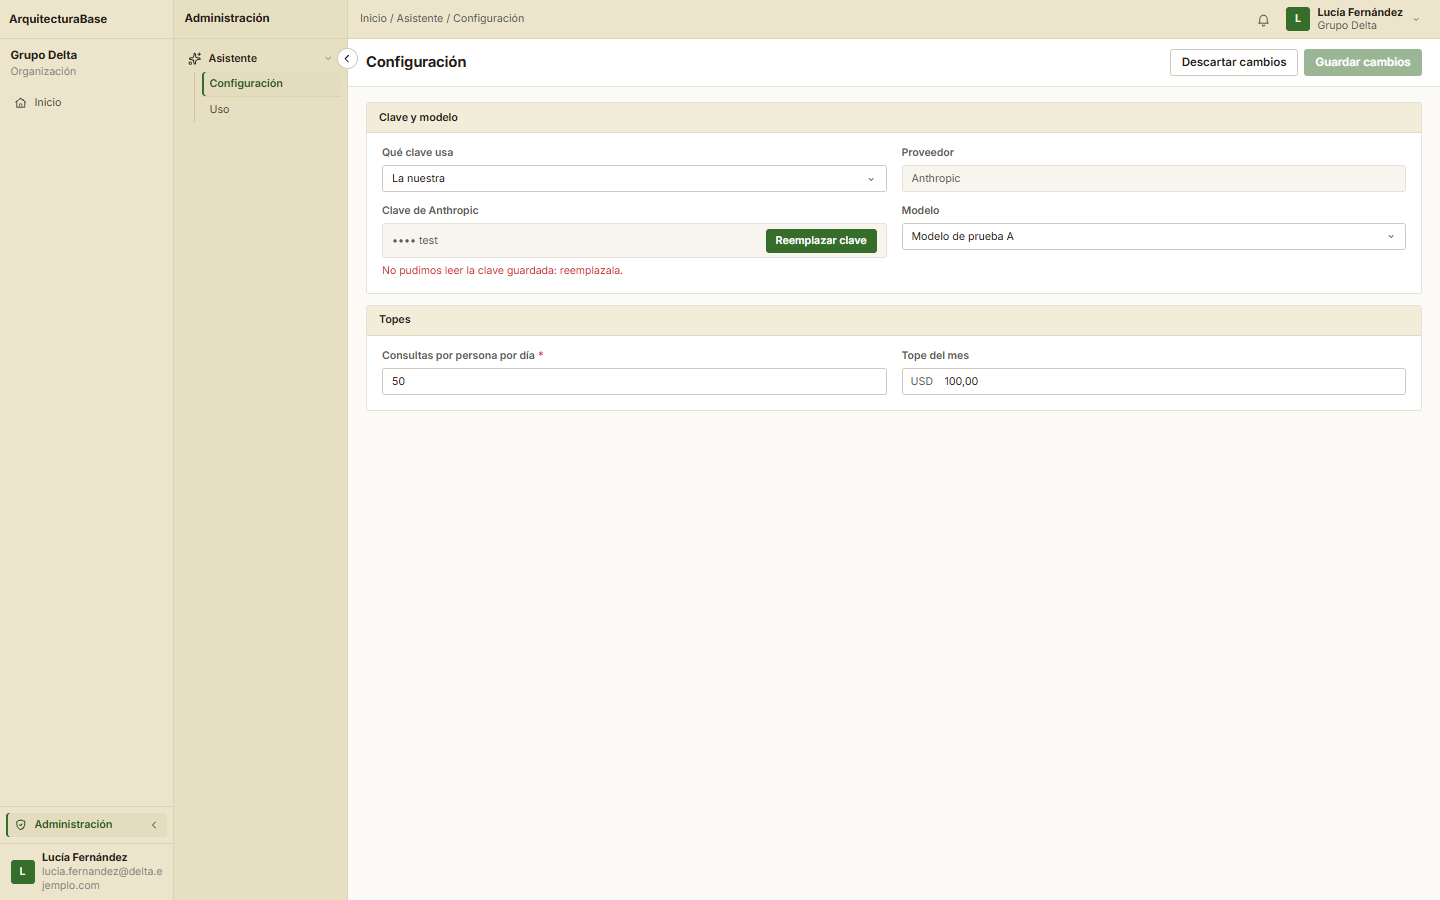 ArquitecturaBase
Grupo Delta
Organización
Inicio
Administración
Lucía Fernández
L
lucia.fernandez@delta.e
jemplo.com
Administración
Asistente
Configuración
Uso
Inicio / Asistente / Configuración
L
Lucía Fernández
Grupo Delta
Configuración
Descartar cambios
Guardar cambios
Clave y modelo
Qué clave usa
La nuestra
Proveedor
Anthropic
Clave de Anthropic
•••• test
Reemplazar clave
No pudimos leer la clave guardada: reemplazala.
Modelo
Modelo de prueba A
Topes
Consultas por persona por día *
50
Tope del mes
USD 100,00